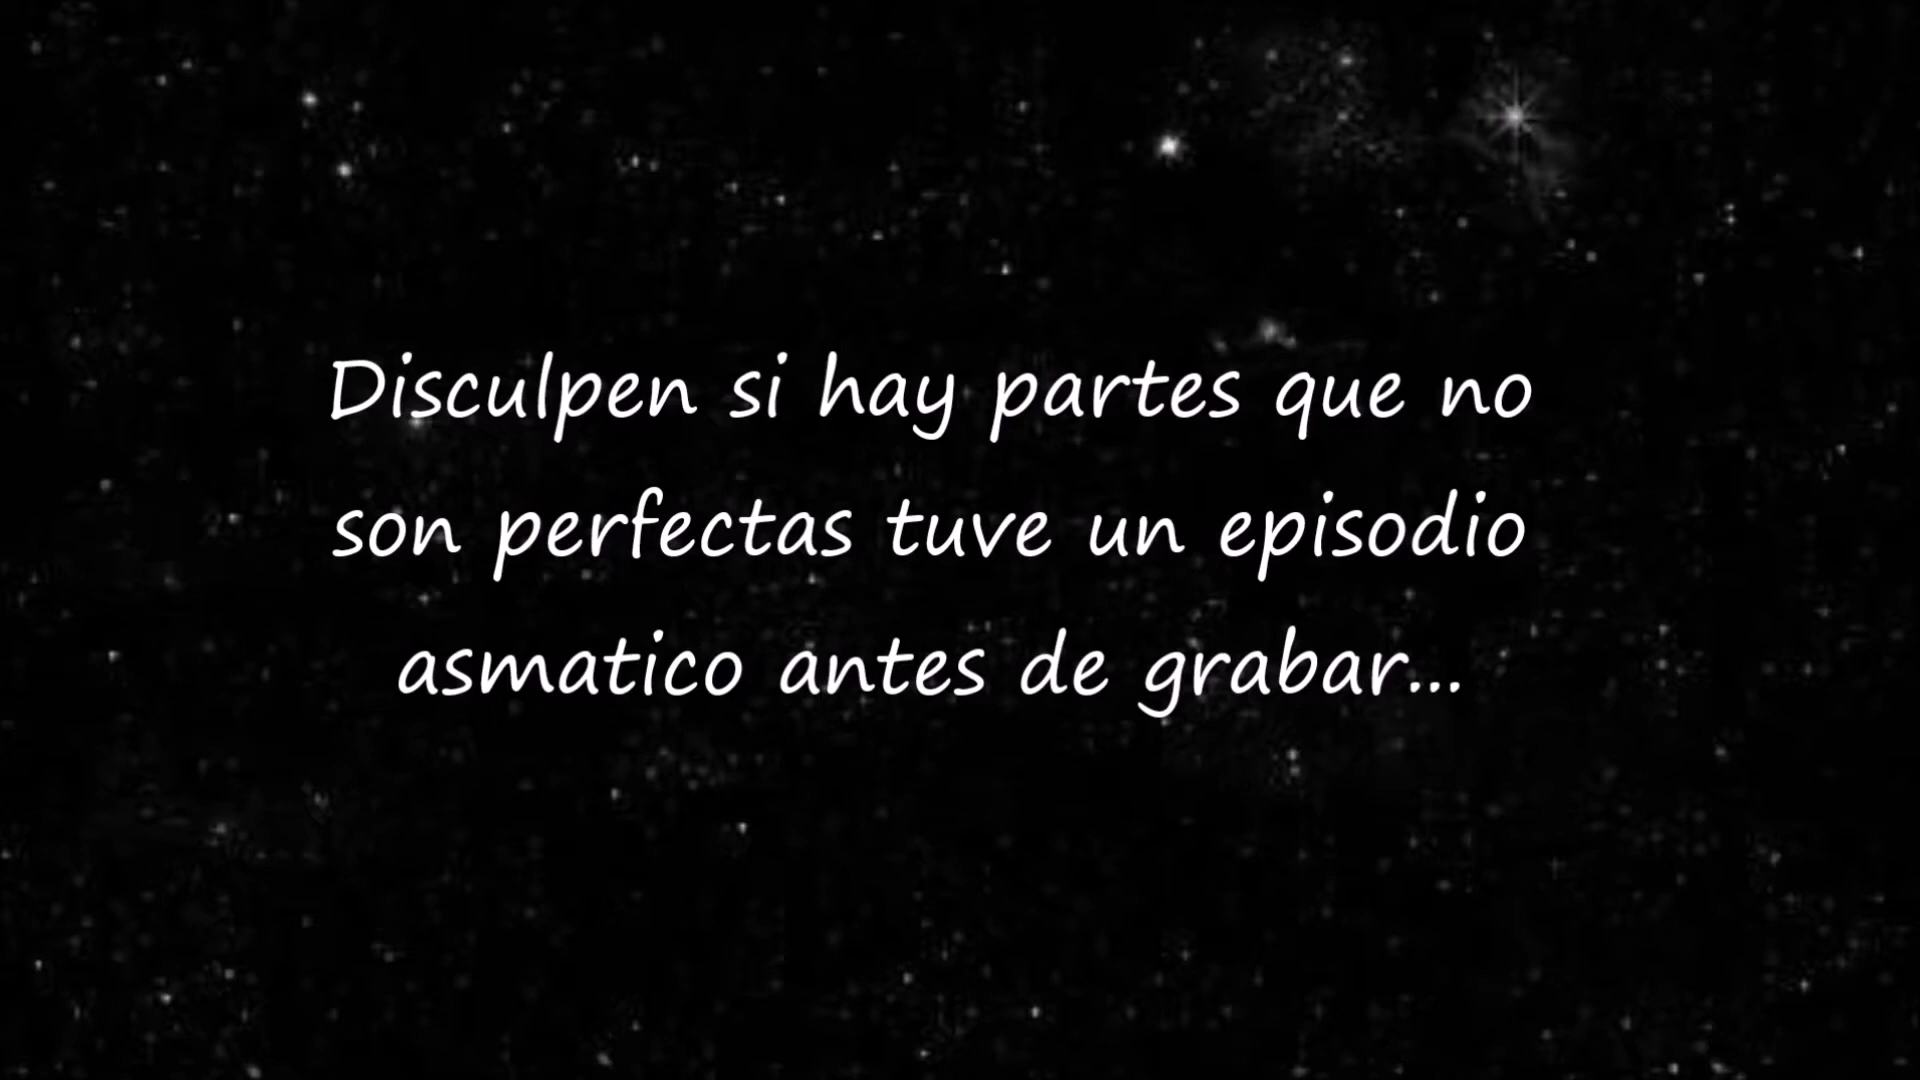 Disculpen si hay partes que no
son perfectas tuve un episodio
asmatico antes de grabar...